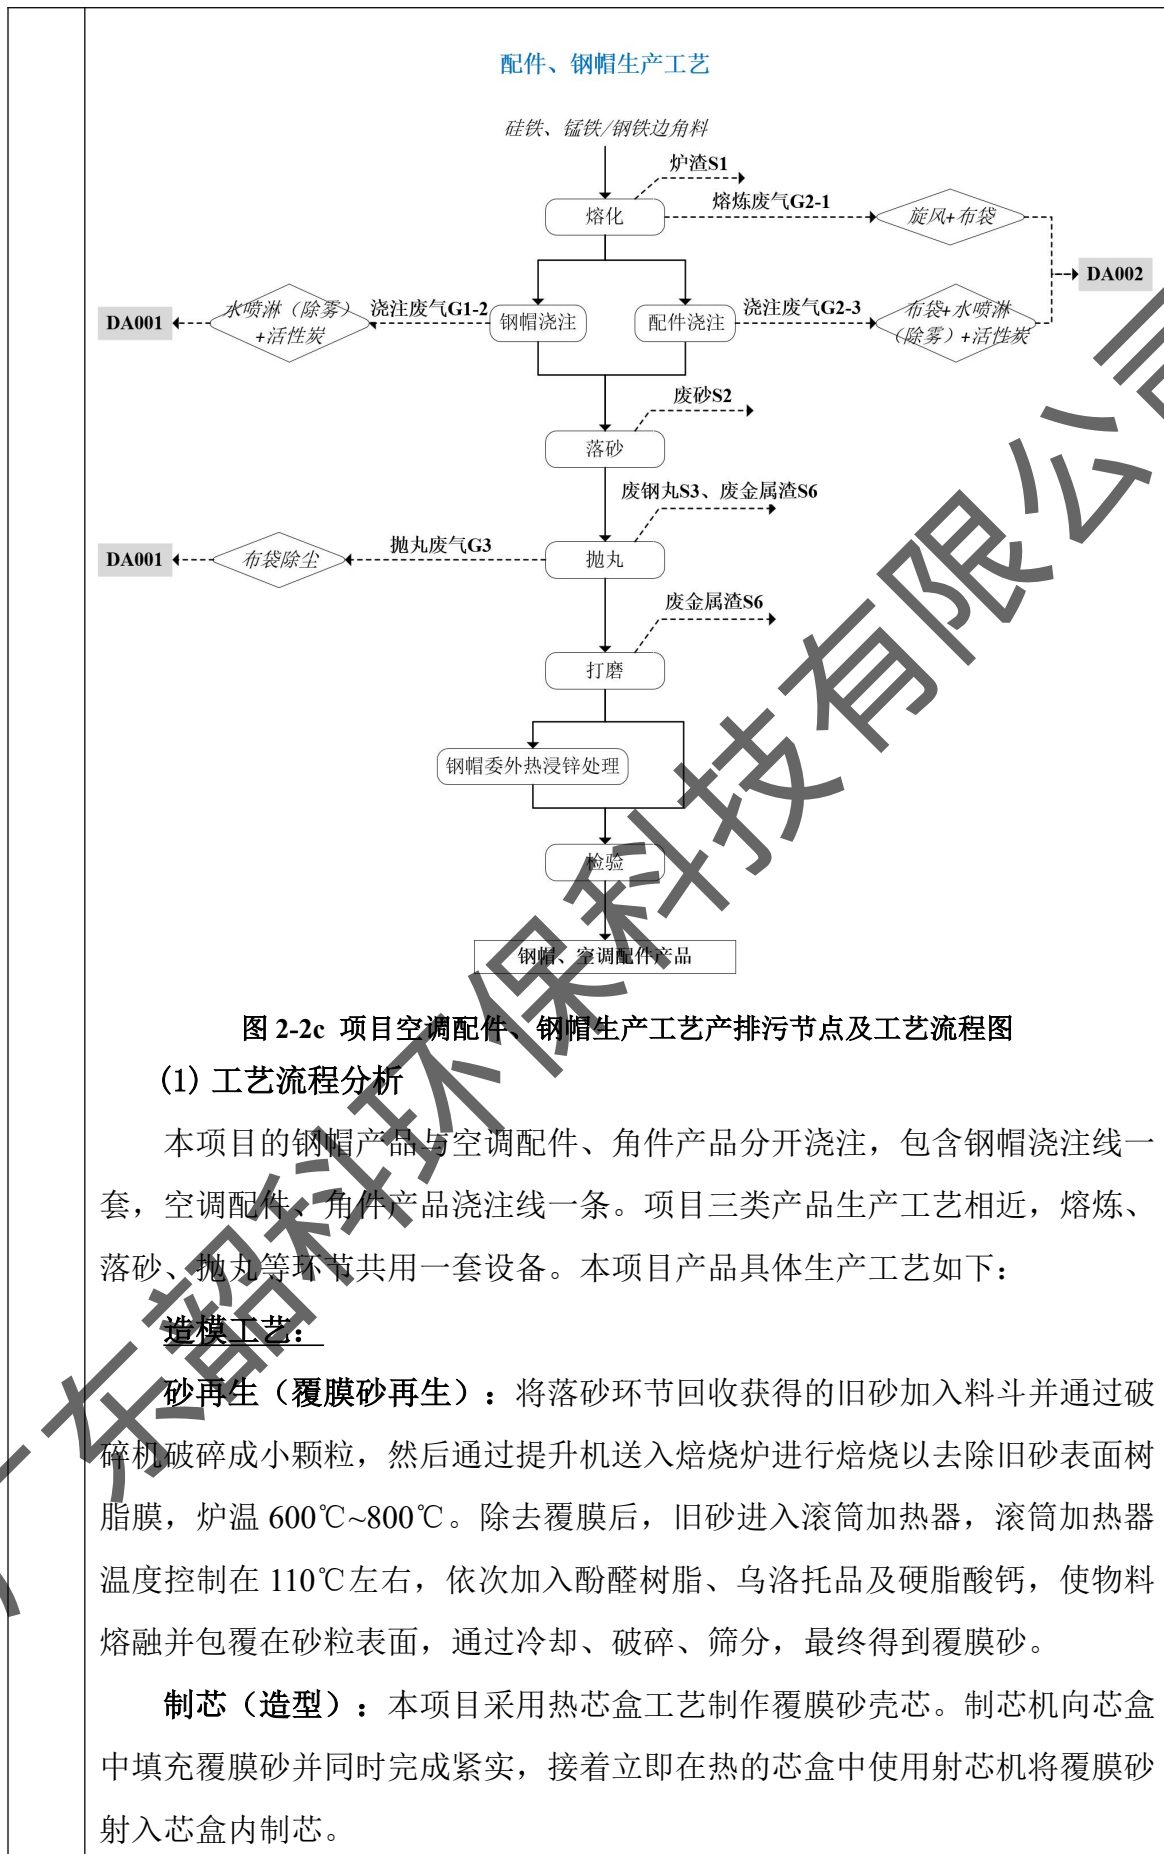 配件、钢帽生产工艺
硅铁、锰铁/钢铁边角料
炉渣S1
熔化
熔炼废气G2-1
旋风+布袋
DA002
DA001
水喷淋（除雾）
+活性炭
浇注废气G1-2
钢帽浇注
配件浇注
浇注废气G2-3
布袋+水喷淋
（除雾）+活性炭
废砂S2
落砂
废钢丸S3、废金属渣S6
DA001
布袋除尘
抛丸废气G3
抛丸
废金属渣S6
打磨
钢帽委外热浸锌处理
检验
钢帽、空调配件产品
图 2-2c 项目空调配件、钢帽生产工艺产排污节点及工艺流程图
(1) 工艺流程分析
本项目的钢帽产品与空调配件、角件产品分开浇注，包含钢帽浇注线一
套，空调配件、角件产品浇注线一条。项目三类产品生产工艺相近，熔炼、
落砂、抛丸等环节共用一套设备。本项目产品具体生产工艺如下：
造模工艺：
砂再生（覆膜砂再生）：将落砂环节回收获得的旧砂加入料斗并通过破
碎机破碎成小颗粒，然后通过提升机送入焙烧炉进行焙烧以去除旧砂表面树
脂膜，炉温 600℃~800℃。除去覆膜后，旧砂进入滚筒加热器，滚筒加热器
温度控制在 110℃左右，依次加入酚醛树脂、乌洛托品及硬脂酸钙，使物料
熔融并包覆在砂粒表面，通过冷却、破碎、筛分，最终得到覆膜砂。
制芯（造型）：本项目采用热芯盒工艺制作覆膜砂壳芯。制芯机向芯盒
中填充覆膜砂并同时完成紧实，接着立即在热的芯盒中使用射芯机将覆膜砂
射入芯盒内制芯。
广东韶科环保科技有限公司